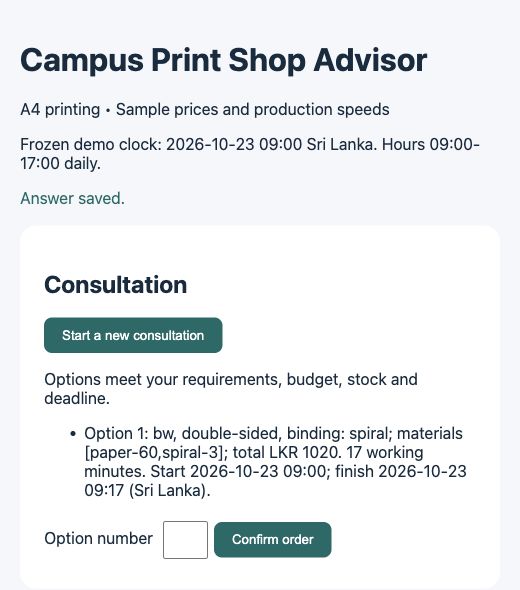 Campus Print Shop Advisor
A4 printing • Sample prices and production speeds
Frozen demo clock: 2026-10-23 09:00 Sri Lanka. Hours 09:00-
17:00 daily.
Answer saved.
Consultation
Start a new consultation
Options meet your requirements, budget, stock and
deadline.
• Option 1: bw, double-sided, binding: spiral; materials
[paper-60,spiral-3]; total LKR 1020. 17 working
minutes. Start 2026-10-23 09:00; finish 2026-10-23
09:17 (Sri Lanka).
Option number
Confirm order